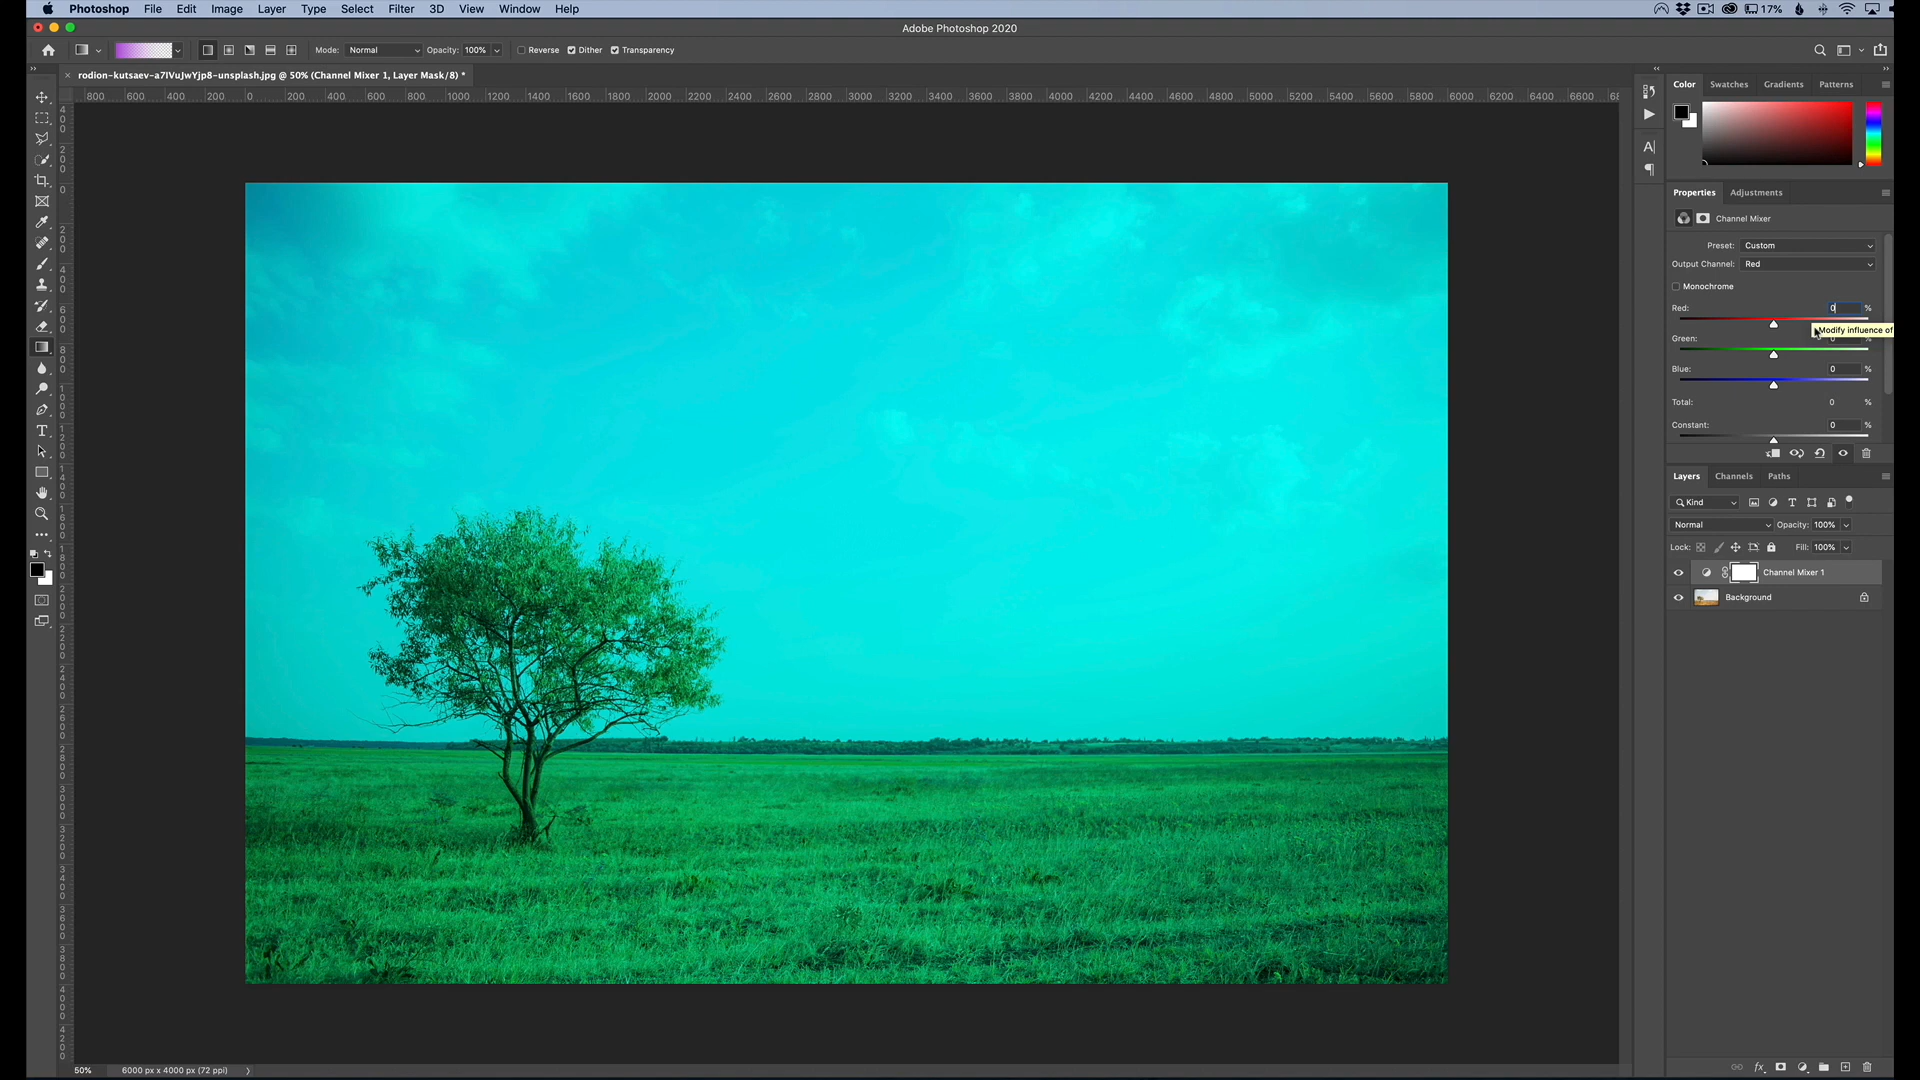 Photoshop File Edit Image Layer Type Select Filter 3D View Window Help 17%
Adobe Photoshop 2020
Mode: Normal Opacity: 100% Reverse Dither Transparency
rodion-kutsaev-a7IVuJwYjp8-unsplash.jpg @ 50% (Channel Mixer 1, Layer Mask/8) *
800 600 400 200 0 200 400 600 800 1000 1200 1400 1600 1800 2000 2200 2400 2600 2800 3000 3200 3400 3600 3800 4000 4200 4400 4600 4800 5000 5200 5400 5600 5800 6000 6200 6400 6600
Color Swatches Gradients Patterns
Properties Adjustments
Channel Mixer
Preset: Custom
Output Channel: Red
Monochrome
Red: 0 %
Modify influence of
Green: 0 %
Blue: 0 %
Total: 0 %
Constant: 0 %
Layers Channels Paths
Kind
Normal Opacity: 100%
Lock: Fill: 100%
Channel Mixer 1
Background
50% 6000 px x 4000 px (72 ppi)